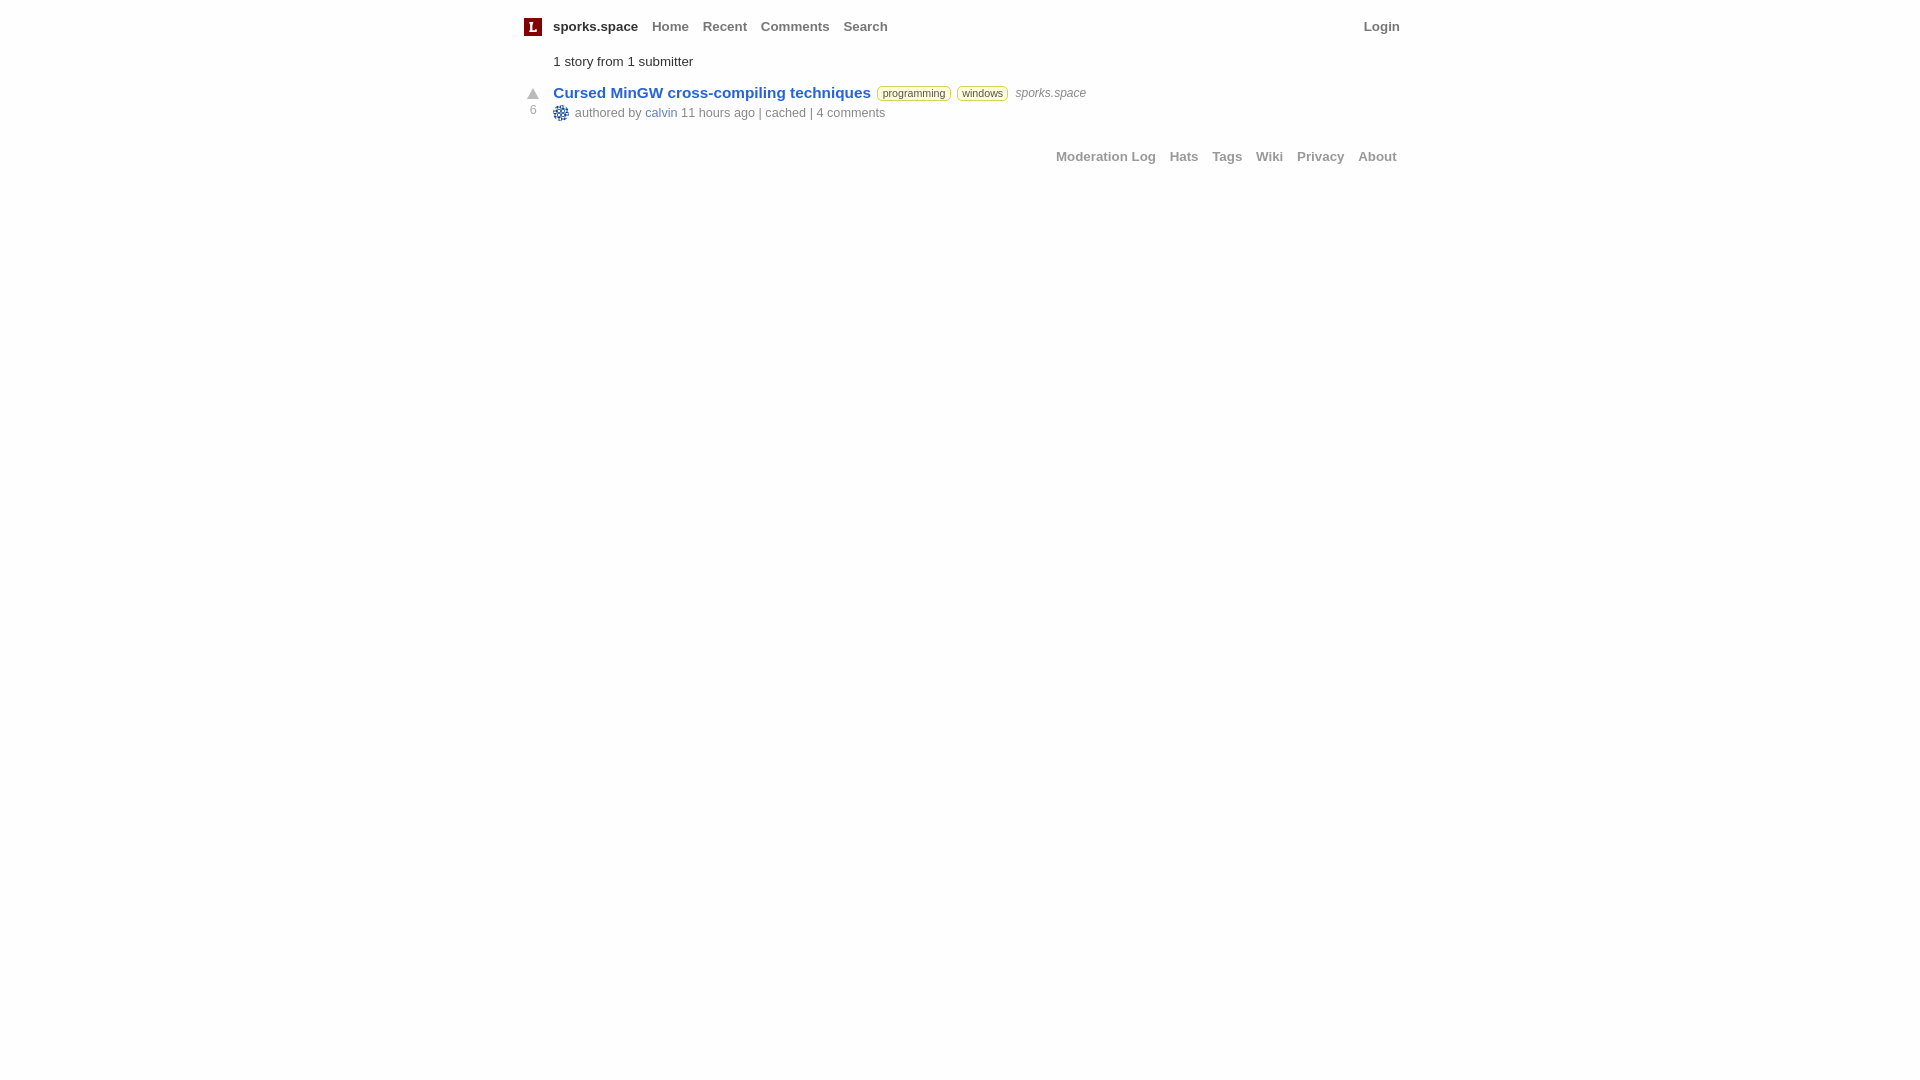 L sporks.space Home Recent Comments Search Login
1 story from 1 submitter
Cursed MinGW cross-compiling techniques programming windows sporks.space
6 authored by calvin 11 hours ago | cached | 4 comments
Moderation Log Hats Tags Wiki Privacy About